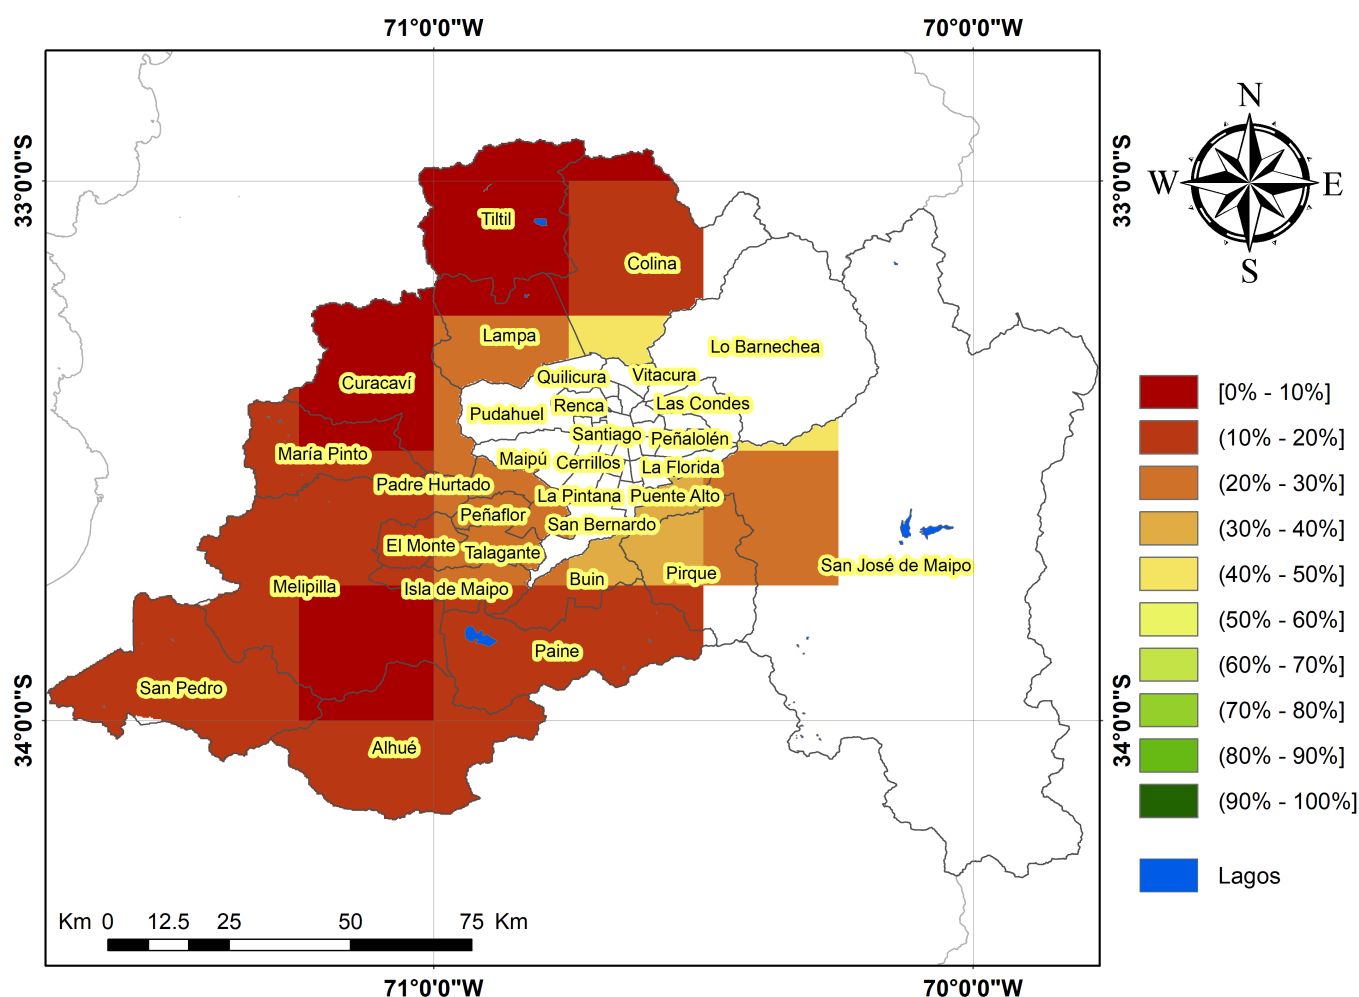 71°0'0"W
70°0'0"W
33°0'0"S
33°0'0"S
N
W
E
S
Tiltil
Colina
Lampa
Lo Barnechea
Curacaví
Quilicura
Vitacura
Pudahuel
Renca
Las Condes
Santiago
Peñalolén
María Pinto
Maipú
Cerrillos
La Florida
Padre Hurtado
La Pintana
Puente Alto
Peñaflor
San Bernardo
El Monte
Talagante
San José de Maipo
Melipilla
Isla de Maipo
Buin
Pirque
Paine
San Pedro
Alhué
34°0'0"S
34°0'0"S
[0% - 10%]
(10% - 20%]
(20% - 30%]
(30% - 40%]
(40% - 50%]
(50% - 60%]
(60% - 70%]
(70% - 80%]
(80% - 90%]
(90% - 100%]
Lagos
Km 0 12.5 25 50 75 Km
71°0'0"W
70°0'0"W